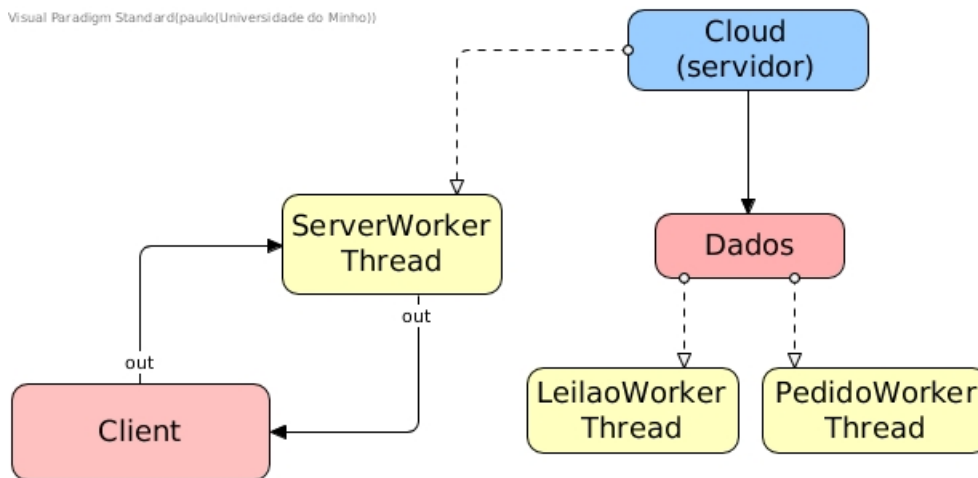 Visual Paradigm Standard(paulo(Universidade do Minho))
Cloud
(servidor)
ServerWorker
Thread
Dados
out
out
Client
LeilaoWorker
Thread
PedidoWorker
Thread